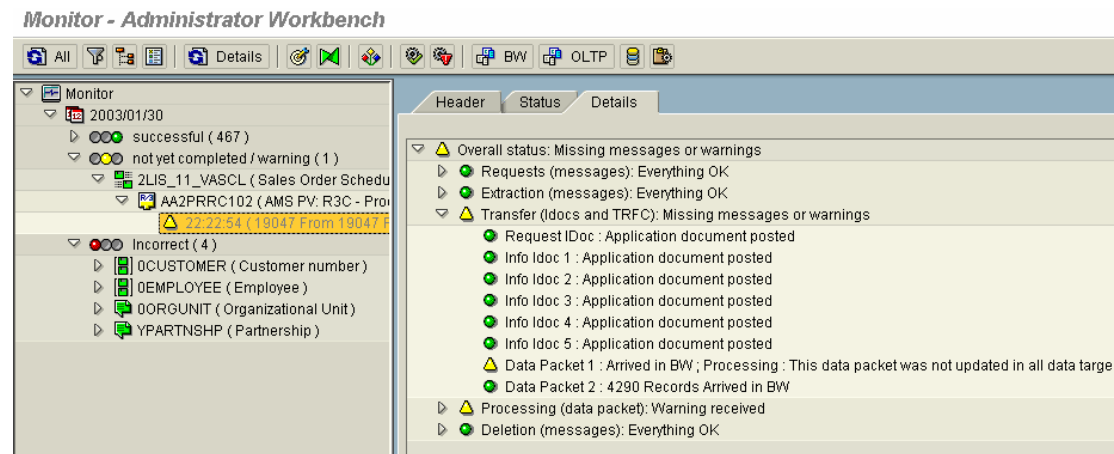 Monitor - Administrator Workbench
All Details BW OLTP
Monitor
2003/01/30
successful ( 467 )
not yet completed / warning ( 1 )
2LIS_11_VASCL ( Sales Order Schedu
AA2PRRC102 ( AMS PV: R3C - Pro
22:22:54 ( 19047 From 19047 R
Incorrect ( 4 )
0CUSTOMER ( Customer number )
0EMPLOYEE ( Employee )
0ORGUNIT ( Organizational Unit )
YPARTNSHP ( Partnership )
Header Status Details
Overall status: Missing messages or warnings
Requests (messages): Everything OK
Extraction (messages): Everything OK
Transfer (Idocs and TRFC): Missing messages or warnings
Request IDoc : Application document posted
Info Idoc 1 : Application document posted
Info Idoc 2 : Application document posted
Info Idoc 3 : Application document posted
Info Idoc 4 : Application document posted
Info Idoc 5 : Application document posted
Data Packet 1 : Arrived in BW ; Processing : This data packet was not updated in all data targe
Data Packet 2 : 4290 Records Arrived in BW
Processing (data packet): Warning received
Deletion (messages): Everything OK